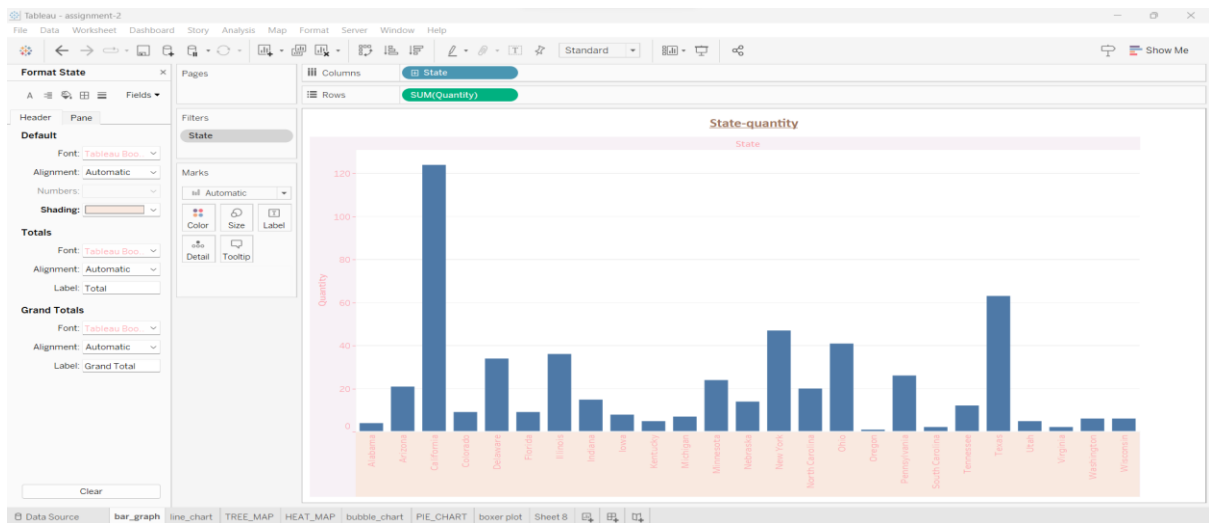 Tableau - assignment-2
File Data Worksheet Dashboard Story Analysis Map Format Server Window Help
Standard
Show Me
Format State
Fields
Header Pane
Default
Font: Tableau Boo...
Alignment: Automatic
Numbers:
Shading:
Totals
Font: Tableau Boo...
Alignment: Automatic
Label: Total
Grand Totals
Font: Tableau Boo...
Alignment: Automatic
Label: Grand Total
Clear
Pages
Filters
State
Marks
Automatic
Color Size Label
Detail Tooltip
Columns State
Rows SUM(Quantity)
State-quantity
State
Quantity
120
100
80
60
40
20
0
Alabama
Arizona
California
Colorado
Delaware
Florida
Illinois
Indiana
Iowa
Kentucky
Michigan
Minnesota
Nebraska
New York
North Carolina
Ohio
Oregon
Pennsylvania
South Carolina
Tennessee
Texas
Utah
Virginia
Washington
Wisconsin
Data Source bar_graph line_chart TREE_MAP HEAT_MAP bubble_chart PIE_CHART boxer plot Sheet 8